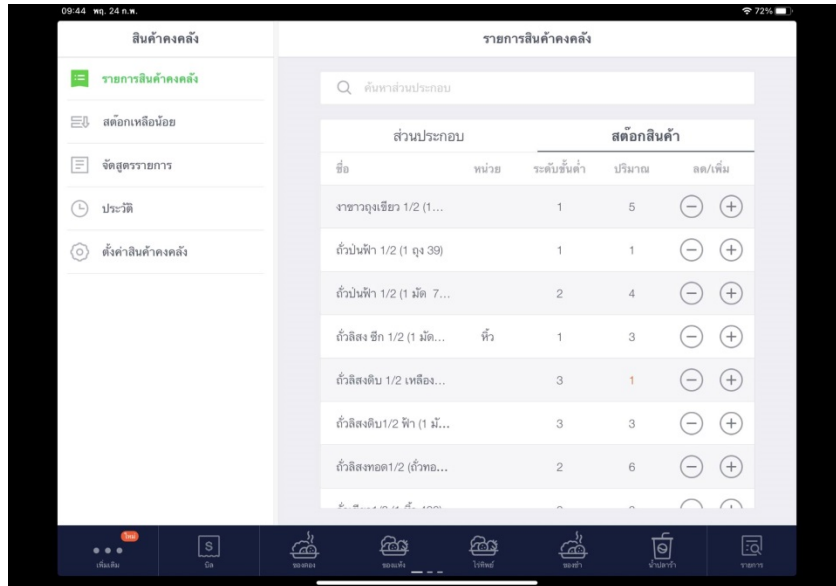 09:44 พฤ. 24 ก.พ.
72%
สินค้าคงคลัง
รายการสินค้าคงคลัง
รายการสินค้าคงคลัง
สต๊อกเหลือน้อย
จัดสูตรรายการ
ประวัติ
ตั้งค่าสินค้าคงคลัง
ค้นหาส่วนประกอบ
ส่วนประกอบ สต๊อกสินค้า
ชื่อ หน่วย ระดับขั้นต่ำ ปริมาณ ลด/เพิ่ม
งาขาวถุงเขียว 1/2 (1... 1 5
ถั่วป่นฟ้า 1/2 (1 ถุง 39) 1 1
ถั่วป่นฟ้า 1/2 (1 มัด 7... 2 4
ถั่วลิสง ซีก 1/2 (1 มัด... หิ้ว 1 3
ถั่วลิสงดิบ 1/2 เหลือง... 3 1
ถั่วลิสงดิบ1/2 ฟ้า (1 มั... 3 3
ถั่วลิสงทอด1/2 (ถั่วทอ... 2 6
ใหม่
เพิ่มเติม
S
บิล
ของทอง
ของแห้ง
ไร่ทิพย์
ของชำ
น้ำปลาร้า
รายการ